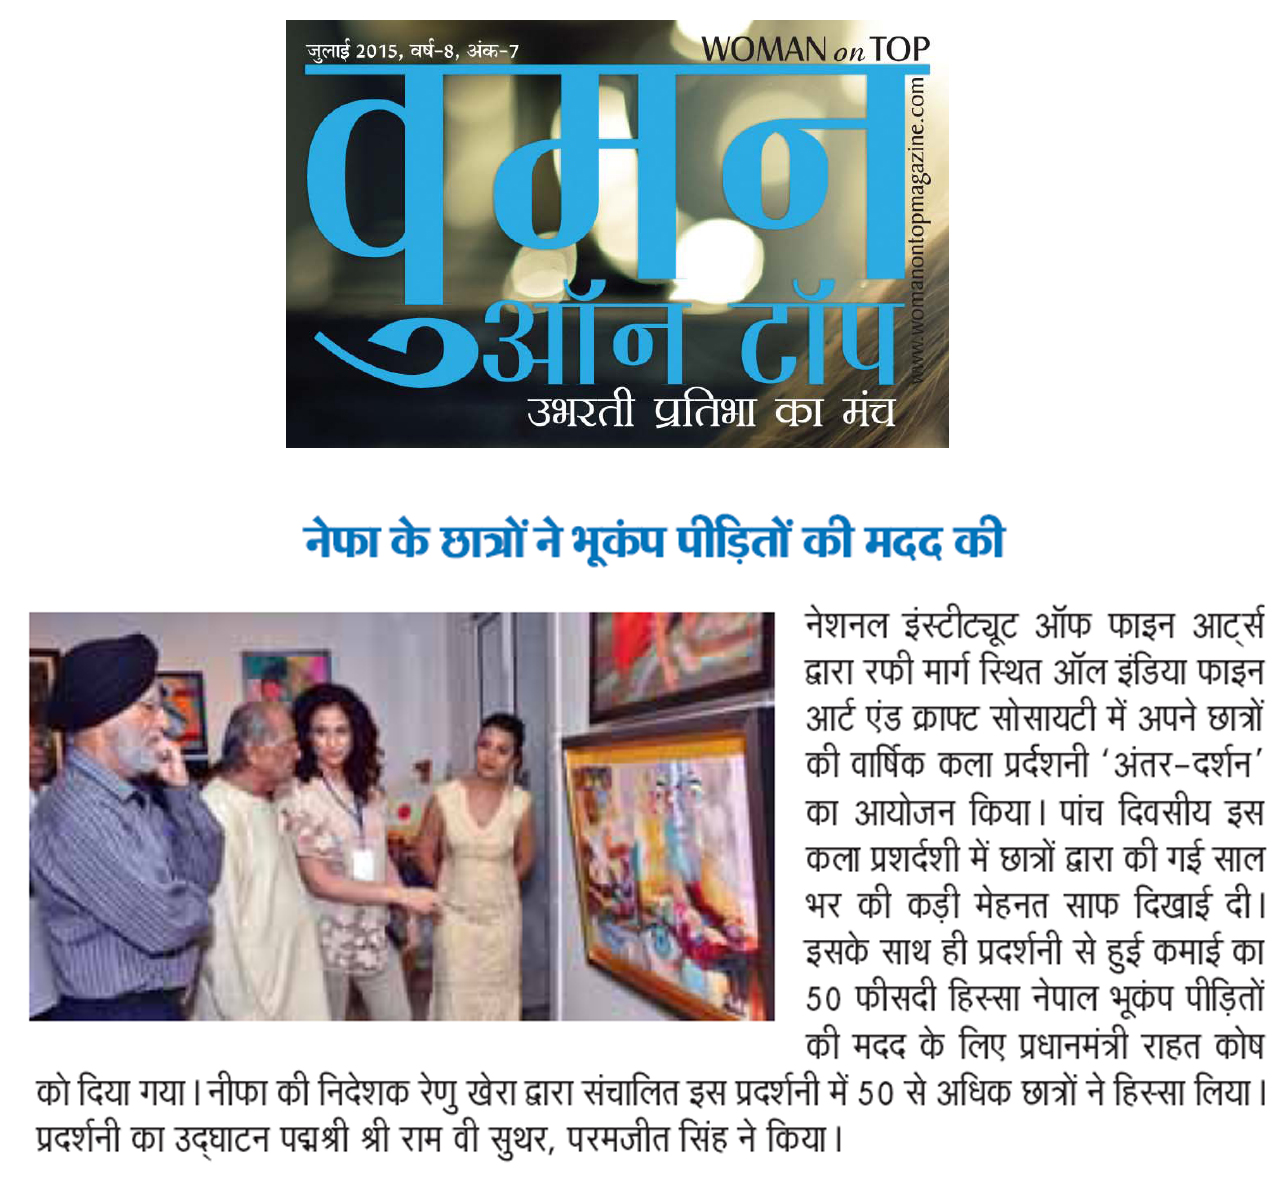 जुलाई 2015, वर्ष-8, अंक-7
WOMAN on TOP
वुमन
ऑन टॉप
उभरती प्रतिभा का मंच
www.womanontopmagazine.com
नेफा के छात्रों ने भूकंप पीड़ितों की मदद की
नेशनल इंस्टीट्यूट ऑफ फाइन आर्ट्स
द्वारा रफी मार्ग स्थित ऑल इंडिया फाइन
आर्ट एंड क्राफ्ट सोसायटी में अपने छात्रों
की वार्षिक कला प्रर्दशनी ‘अंतर-दर्शन’
का आयोजन किया। पांच दिवसीय इस
कला प्रशर्दशी में छात्रों द्वारा की गई साल
भर की कड़ी मेहनत साफ दिखाई दी।
इसके साथ ही प्रदर्शनी से हुई कमाई का
50 फीसदी हिस्सा नेपाल भूकंप पीड़ितों
की मदद के लिए प्रधानमंत्री राहत कोष
को दिया गया। नीफा की निदेशक रेणु खेरा द्वारा संचालित इस प्रदर्शनी में 50 से अधिक छात्रों ने हिस्सा लिया।
प्रदर्शनी का उद्घाटन पद्मश्री श्री राम वी सुथर, परमजीत सिंह ने किया।